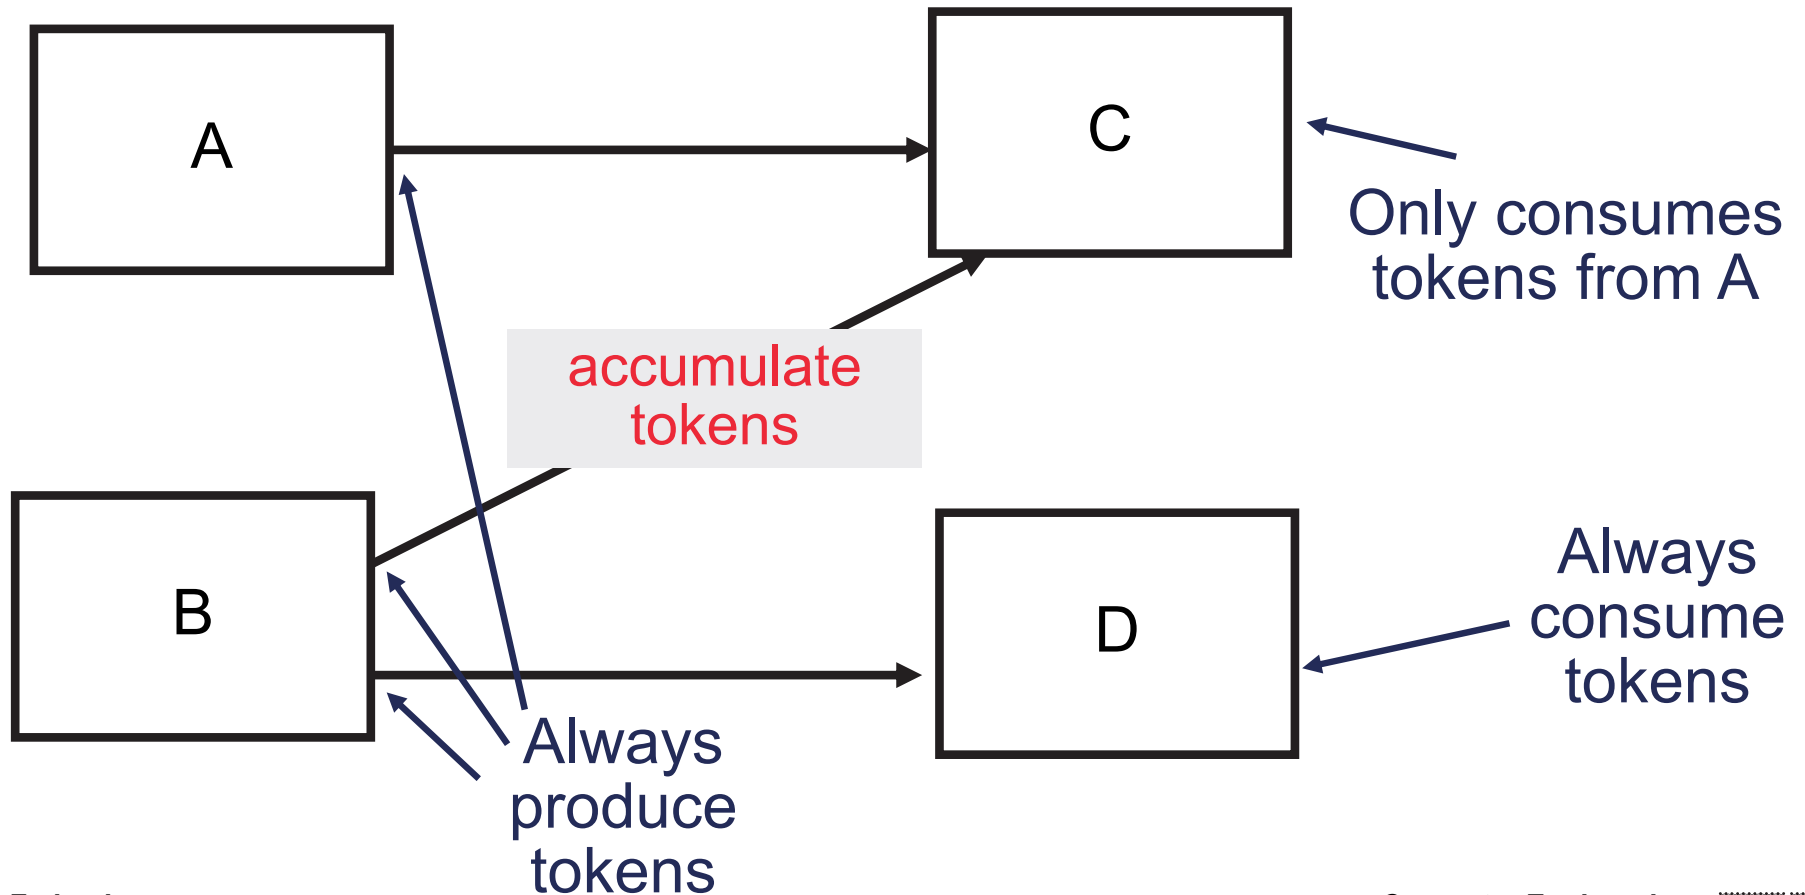 A
C
Only consumes
tokens from A
accumulate
tokens
B
D
Always
consume
tokens
Always
produce
tokens